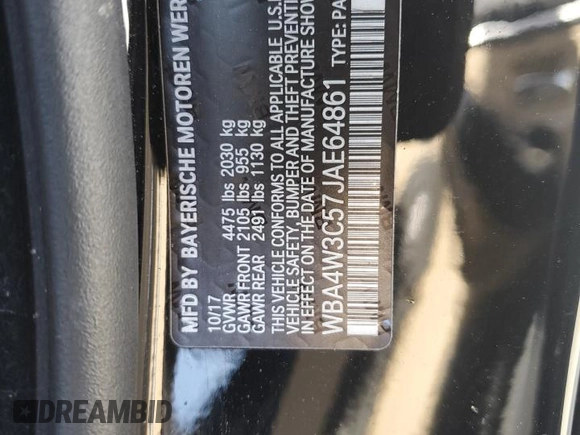 MFD BY BAYERISCHE MOTOREN WER
10/17
GVWR 4475 lbs 2030 kg
GAWR FRONT 2105 lbs 955 kg
GAWR REAR 2491 lbs 1130 kg
THIS VEHICLE CONFORMS TO ALL APPLICABLE U.S.
VEHICLE SAFETY, BUMPER AND THEFT PREVENTI
IN EFFECT ON THE DATE OF MANUFACTURE SHOW
WBA4W3C57JAE64861 TYPE: PA
DREAMBID